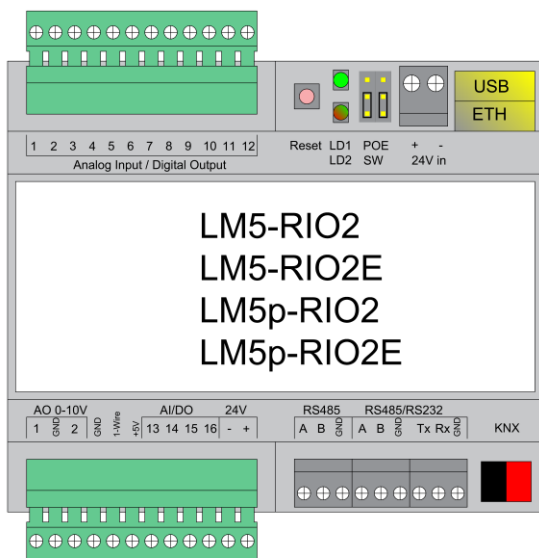 USB
ETH
1 2 3 4 5 6 7 8 9 10 11 12
Analog Input / Digital Output
Reset LD1 POE + -
LD2 SW 24V in
LM5-RIO2
LM5-RIO2E
LM5p-RIO2
LM5p-RIO2E
AO 0-10V AI/DO 24V RS485 RS485/RS232
1 GND 2 GND 1-Wire +5V 13 14 15 16 - + A B GND A B GND Tx Rx GND KNX